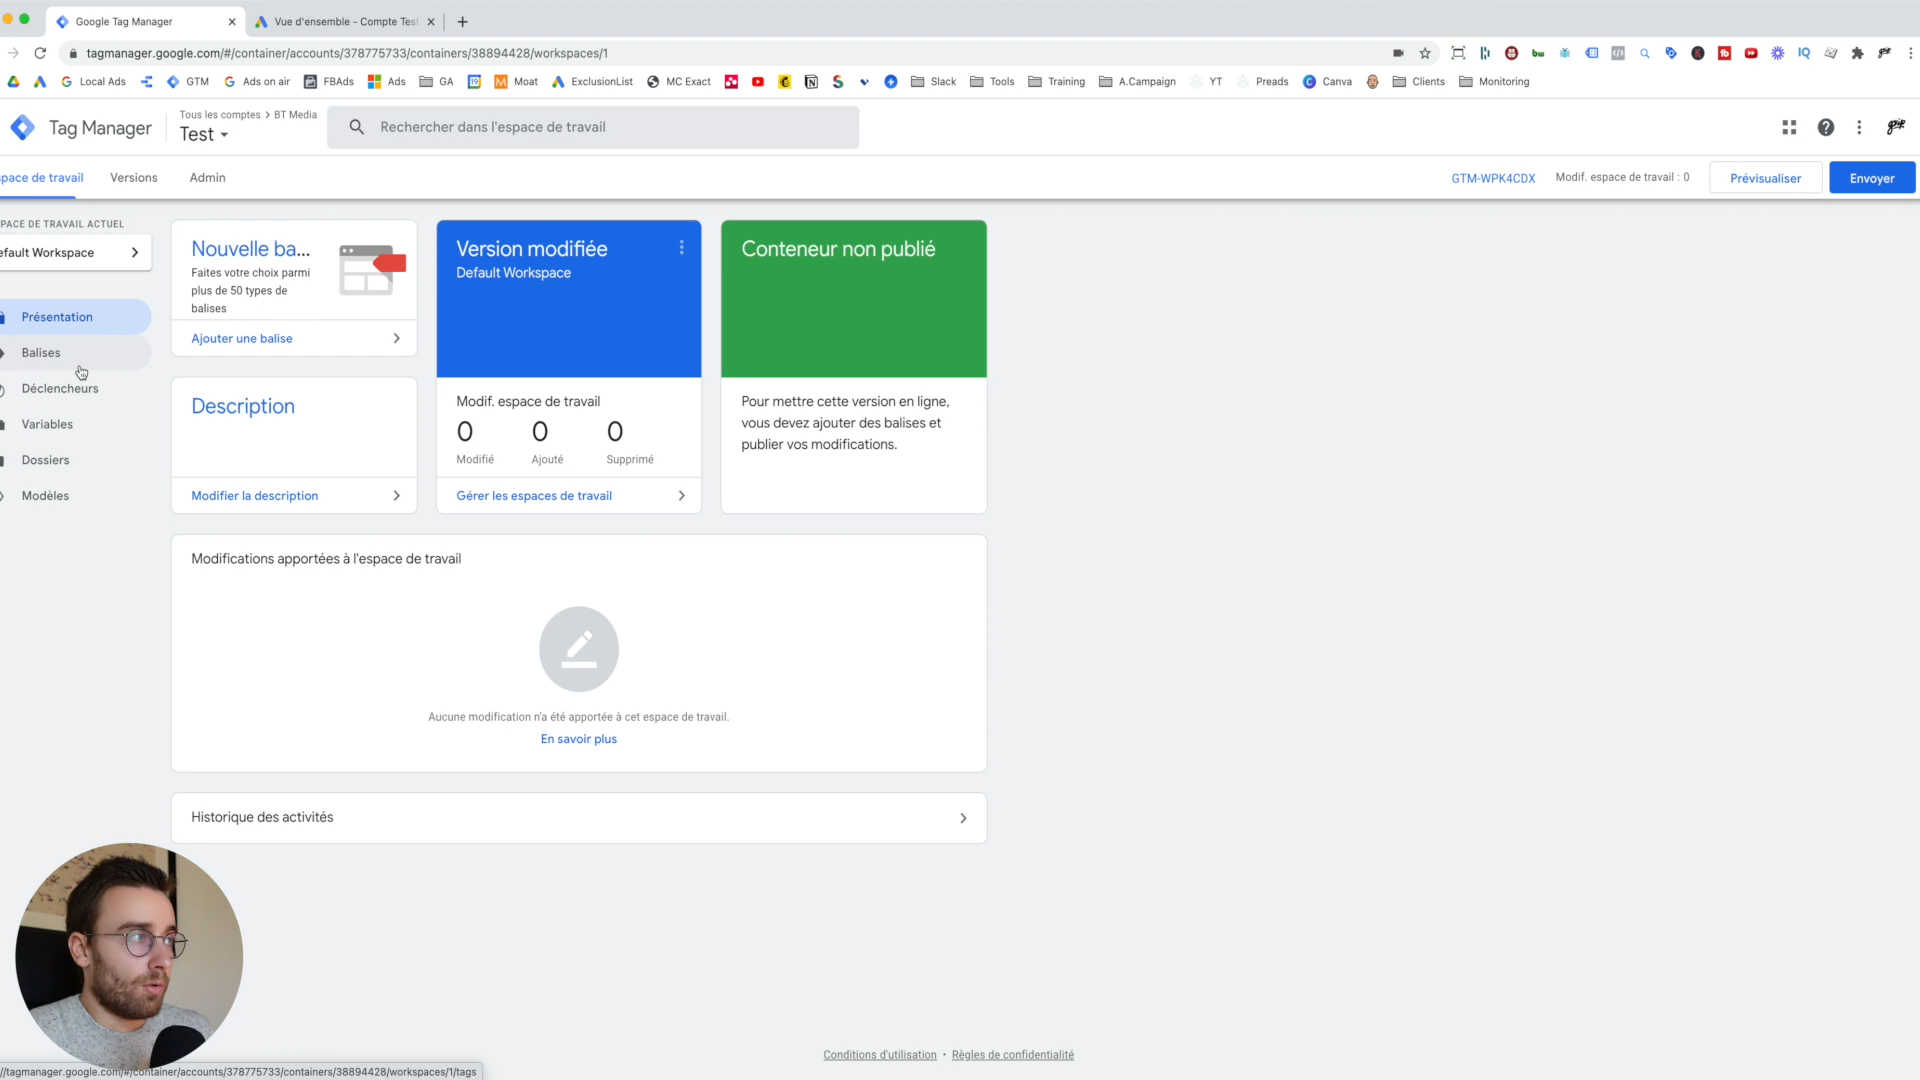 Google Tag Manager
Vue d'ensemble - Compte Test
tagmanager.google.com/#/container/accounts/378775733/containers/38894428/workspaces/1
Local Ads
GTM
Ads on air
FBAds
Ads
GA
Moat
ExclusionList
MC Exact
Slack
Tools
Training
A.Campaign
YT
Preads
Canva
Clients
Monitoring
Tag Manager
Tous les comptes > BT Media
Test
Rechercher dans l'espace de travail
space de travail
Versions
Admin
GTM-WPK4CDX
Modif. espace de travail : 0
Prévisualiser
Envoyer
PACE DE TRAVAIL ACTUEL
efault Workspace
Présentation
Balises
Déclencheurs
Variables
Dossiers
Modèles
Nouvelle ba...
Faites votre choix parmi
plus de 50 types de
balises
Ajouter une balise
Description
Modifier la description
Version modifiée
Default Workspace
Modif. espace de travail
0 0 0
Modifié Ajouté Supprimé
Gérer les espaces de travail
Conteneur non publié
Pour mettre cette version en ligne,
vous devez ajouter des balises et
publier vos modifications.
Modifications apportées à l'espace de travail
Aucune modification n'a été apportée à cet espace de travail.
En savoir plus
Historique des activités
Conditions d'utilisation • Règles de confidentialité
//tagmanager.google.com/#/container/accounts/378775733/containers/38894428/workspaces/1/tags